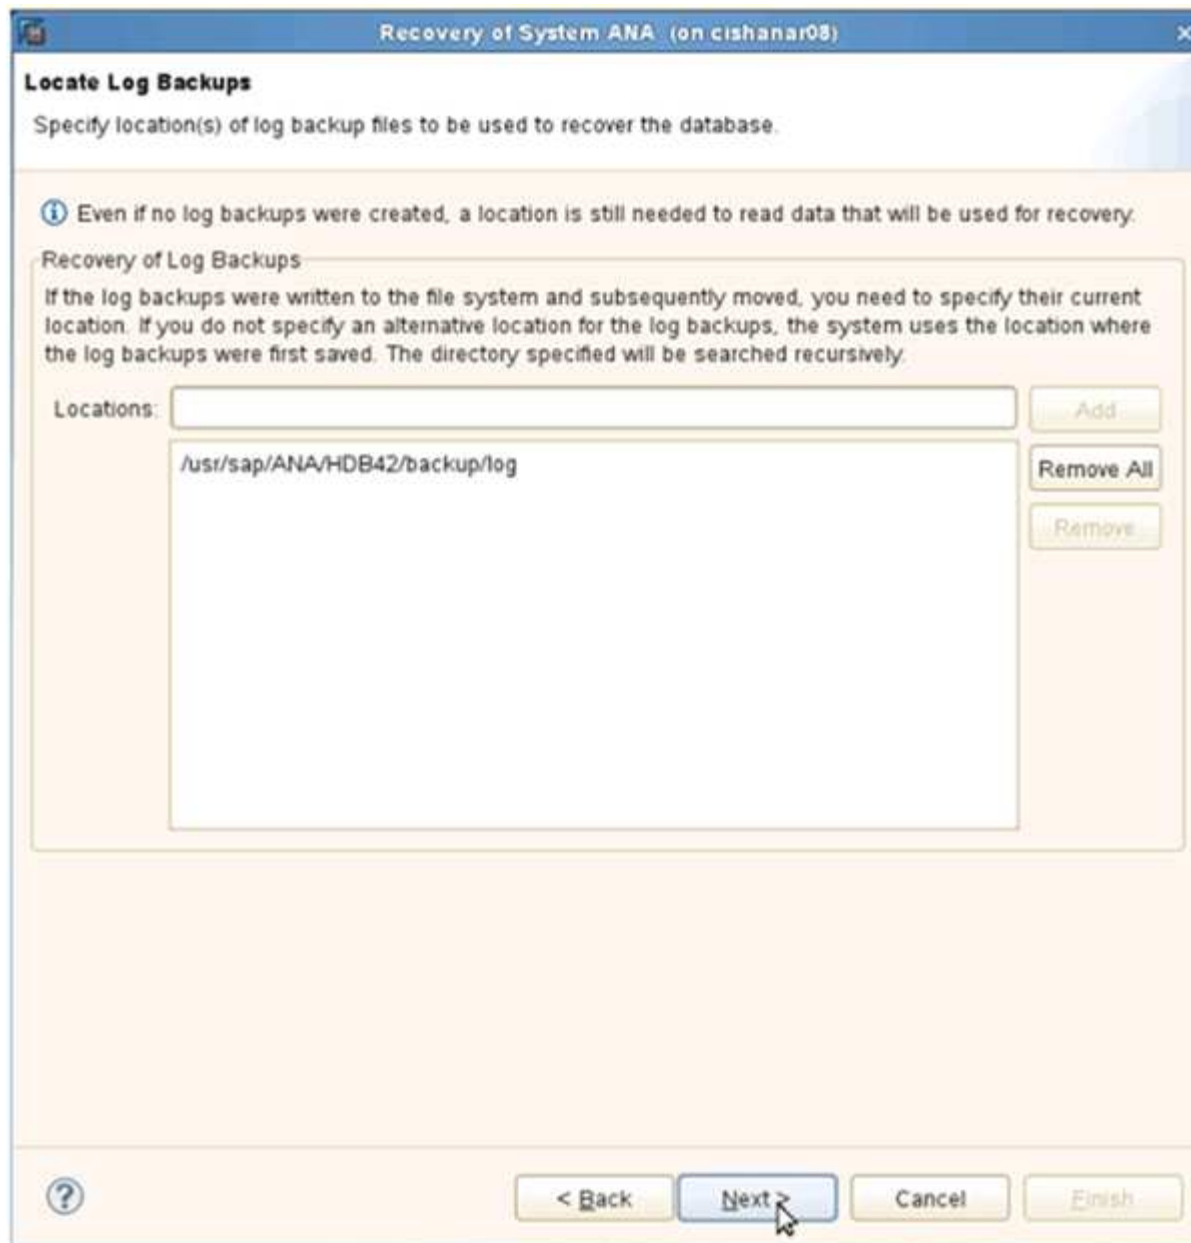 Recovery of System ANA (on cishanar08)
Locate Log Backups
Specify location(s) of log backup files to be used to recover the database.
Even if no log backups were created, a location is still needed to read data that will be used for recovery.
Recovery of Log Backups
If the log backups were written to the file system and subsequently moved, you need to specify their current
location. If you do not specify an alternative location for the log backups, the system uses the location where
the log backups were first saved. The directory specified will be searched recursively.
Locations:
Add
/usr/sap/ANA/HDB42/backup/log
Remove All
Remove
< Back
Next >
Cancel
Finish